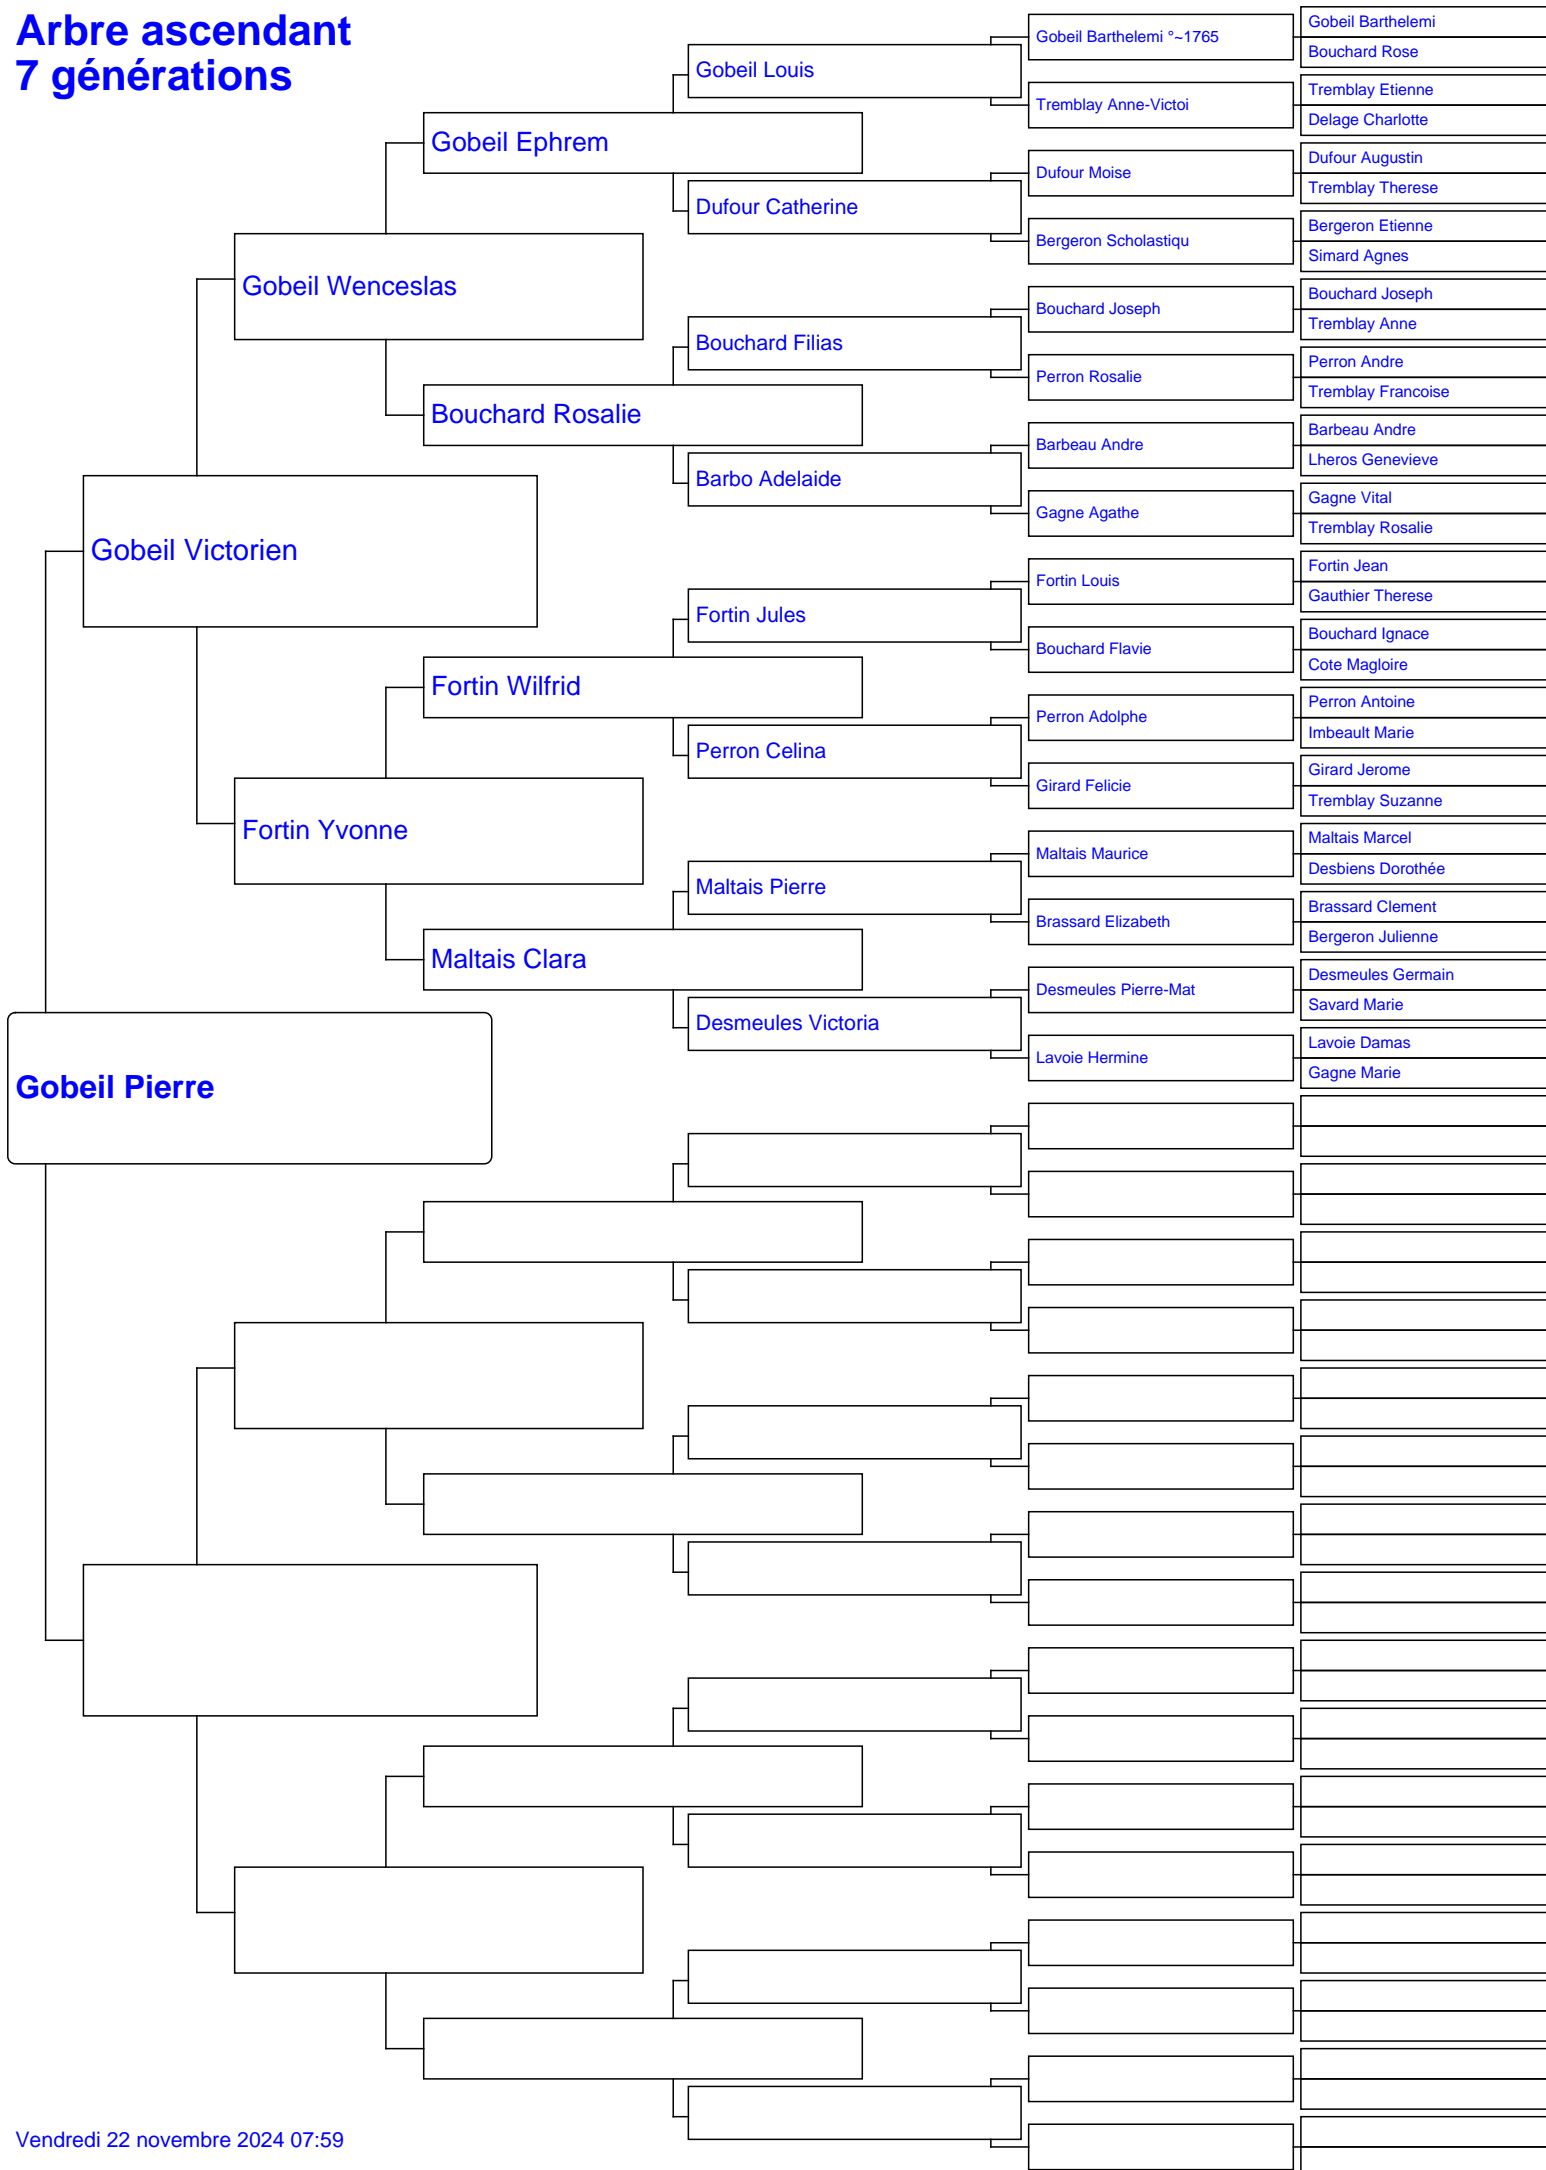 Arbre ascendant
7 générations
Gobeil Pierre
Gobeil Victorien
Gobeil Wenceslas
Fortin Yvonne
Gobeil Ephrem
Bouchard Rosalie
Fortin Wilfrid
Maltais Clara
Gobeil Louis
Dufour Catherine
Bouchard Filias
Barbo Adelaide
Fortin Jules
Perron Celina
Maltais Pierre
Desmeules Victoria
Gobeil Barthelemi °~1765
Tremblay Anne-Victoi
Dufour Moise
Bergeron Scholastiqu
Bouchard Joseph
Perron Rosalie
Barbeau Andre
Gagne Agathe
Fortin Louis
Bouchard Flavie
Perron Adolphe
Girard Felicie
Maltais Maurice
Brassard Elizabeth
Desmeules Pierre-Mat
Lavoie Hermine
Gobeil Barthelemi
Bouchard Rose
Tremblay Etienne
Delage Charlotte
Dufour Augustin
Tremblay Therese
Bergeron Etienne
Simard Agnes
Bouchard Joseph
Tremblay Anne
Perron Andre
Tremblay Francoise
Barbeau Andre
Lheros Genevieve
Gagne Vital
Tremblay Rosalie
Fortin Jean
Gauthier Therese
Bouchard Ignace
Cote Magloire
Perron Antoine
Imbeault Marie
Girard Jerome
Tremblay Suzanne
Maltais Marcel
Desbiens Dorothée
Brassard Clement
Bergeron Julienne
Desmeules Germain
Savard Marie
Lavoie Damas
Gagne Marie
Vendredi 22 novembre 2024 07:59